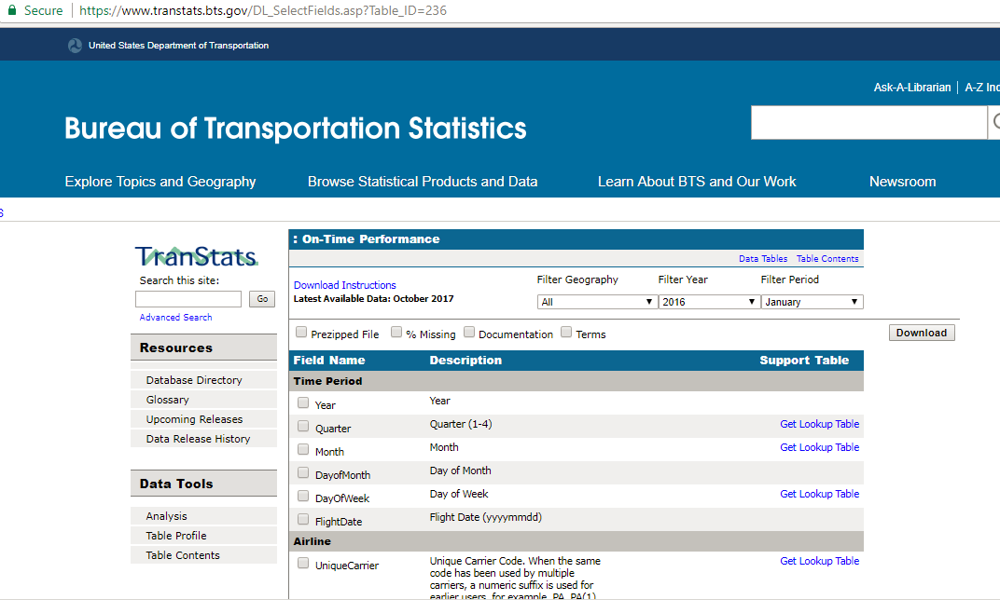 Secure | https://www.transtats.bts.gov/DL_SelectFields.asp?Table_ID=236
United States Department of Transportation
Ask-A-Librarian | A-Z
Bureau of Transportation Statistics
Explore Topics and Geography Browse Statistical Products and Data Learn About BTS and Our Work Newsroom
TranStats
Search this site:
Go
Advanced Search
Resources
Database Directory
Glossary
Upcoming Releases
Data Release History
Data Tools
Analysis
Table Profile
Table Contents
: On-Time Performance
Data Tables Table Contents
Download Instructions
Latest Available Data: October 2017
Filter Geography Filter Year Filter Period
All 2016 January
Prezipped File % Missing Documentation Terms
Download
Field Name Description Support Table
Time Period
Year Year
Quarter Quarter (1-4) Get Lookup Table
Month Month Get Lookup Table
DayofMonth Day of Month
DayOfWeek Day of Week Get Lookup Table
FlightDate Flight Date (yyyymmdd)
Airline
UniqueCarrier Unique Carrier Code. When the same Get Lookup Table
code has been used by multiple
carriers, a numeric suffix is used for
earlier users, for example, PA, PA(1)